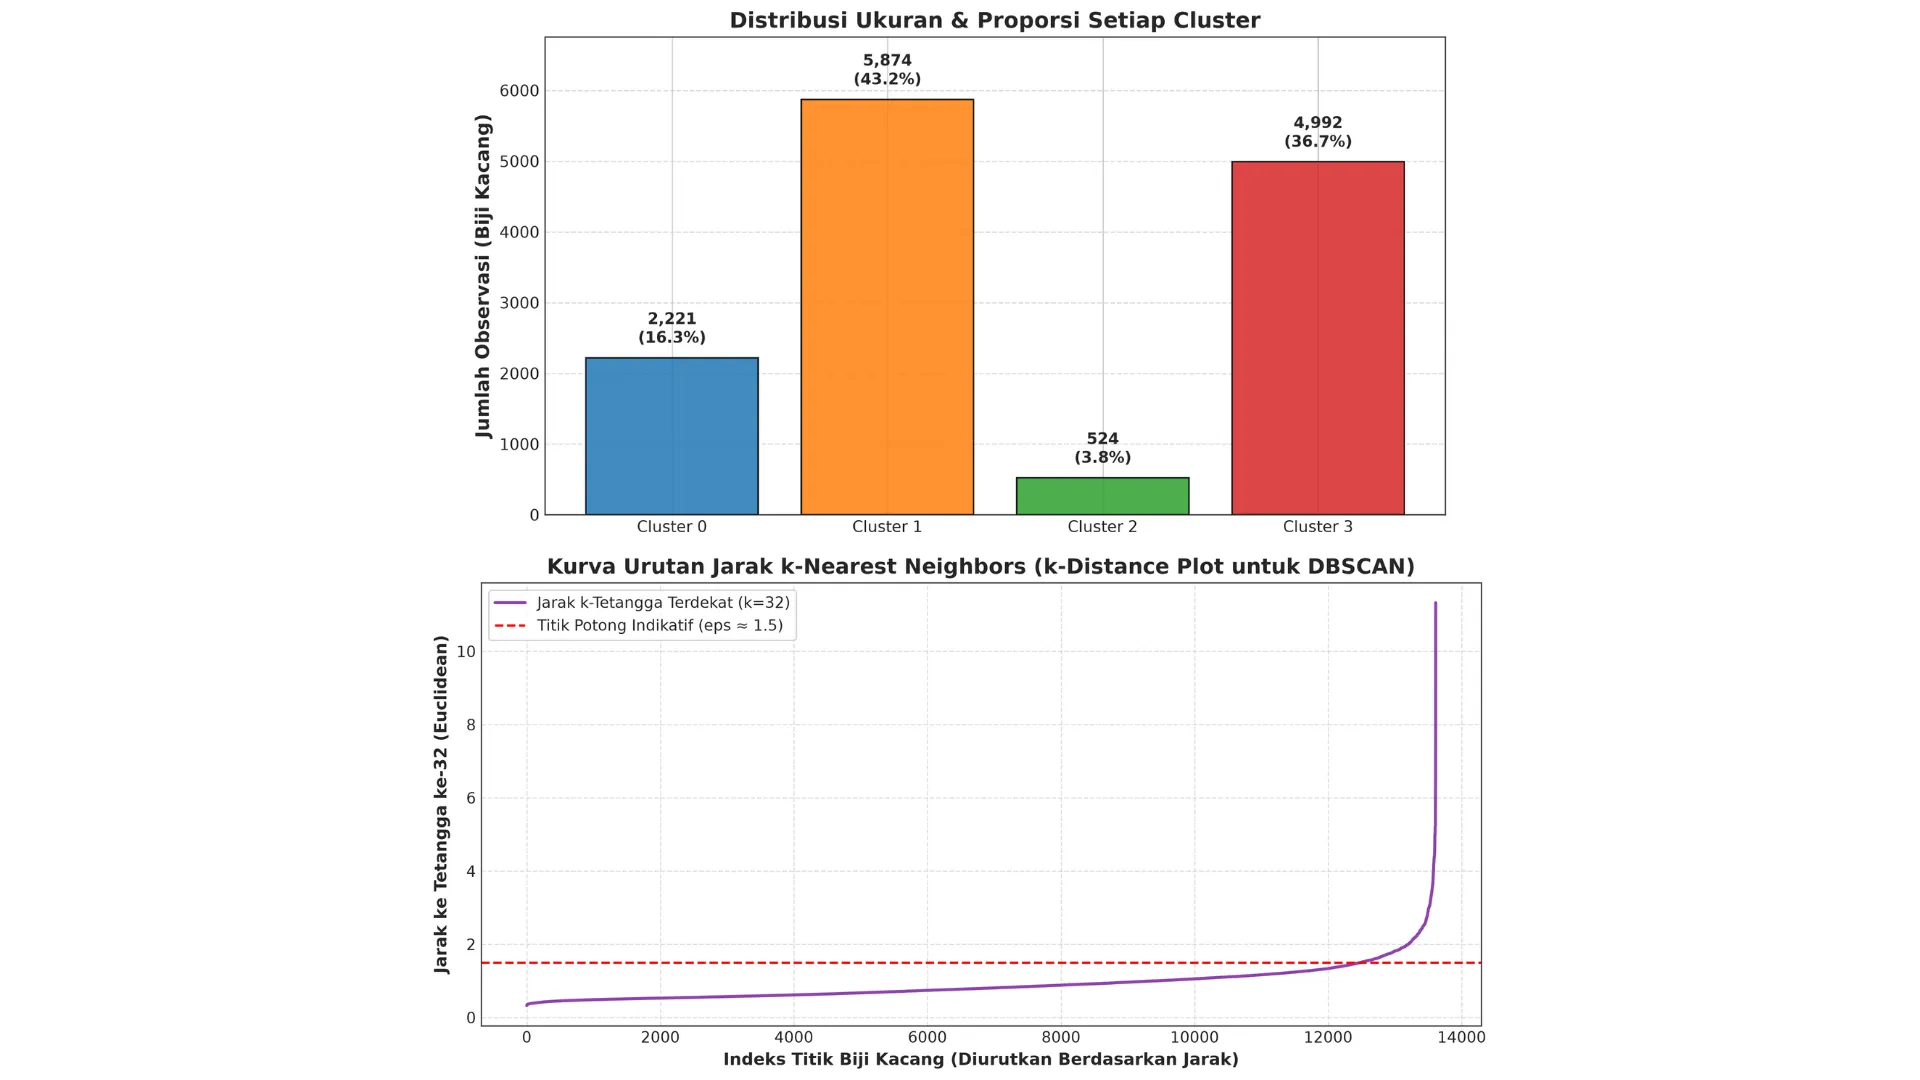 Distribusi Ukuran & Proporsi Setiap Cluster
Jumlah Observasi (Biji Kacang)
6000
5000
4000
3000
2000
1000
0
2,221
(16.3%)
5,874
(43.2%)
524
(3.8%)
4,992
(36.7%)
Cluster 0
Cluster 1
Cluster 2
Cluster 3
Kurva Urutan Jarak k-Nearest Neighbors (k-Distance Plot untuk DBSCAN)
Jarak k-Tetangga Terdekat (k=32)
Titik Potong Indikatif (eps ≈ 1.5)
Jarak ke Tetangga ke-32 (Euclidean)
10
8
6
4
2
0
0
2000
4000
6000
8000
10000
12000
14000
Indeks Titik Biji Kacang (Diurutkan Berdasarkan Jarak)